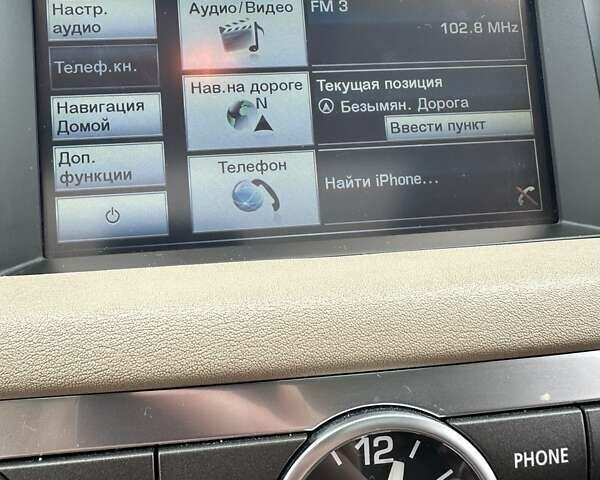 Настр.
аудио
Телеф.кн.
Навигация
Домой
Доп.
функции
Аудио/Видео
FM 3
102.8 MHz
Нав.на дороге
N
Текущая позиция
Безымян. Дорога
Ввести пункт
Телефон
Найти iPhone...
12
PHONE